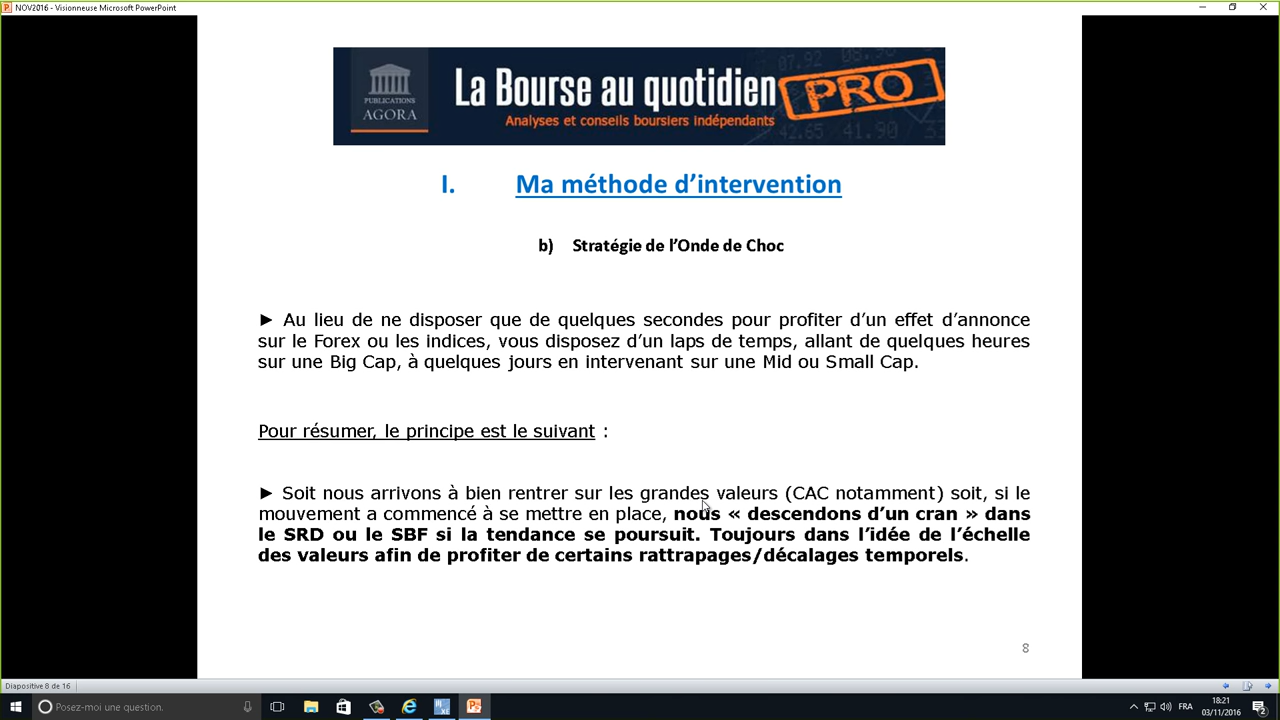 NOV2016 - Visionneuse Microsoft PowerPoint
PUBLICATIONS
AGORA
La Bourse au quotidien PRO
Analyses et conseils boursiers indépendants
I. Ma méthode d’intervention
b) Stratégie de l’Onde de Choc
► Au lieu de ne disposer que de quelques secondes pour profiter d’un effet d’annonce
sur le Forex ou les indices, vous disposez d’un laps de temps, allant de quelques heures
sur une Big Cap, à quelques jours en intervenant sur une Mid ou Small Cap.
Pour résumer, le principe est le suivant :
► Soit nous arrivons à bien rentrer sur les grandes valeurs (CAC notamment) soit, si le
mouvement a commencé à se mettre en place, nous « descendons d’un cran » dans
le SRD ou le SBF si la tendance se poursuit. Toujours dans l’idée de l’échelle
des valeurs afin de profiter de certains rattrapages/décalages temporels.
8
Diapositive 8 de 16
Posez-moi une question.
FRA
18:21
03/11/2016
2